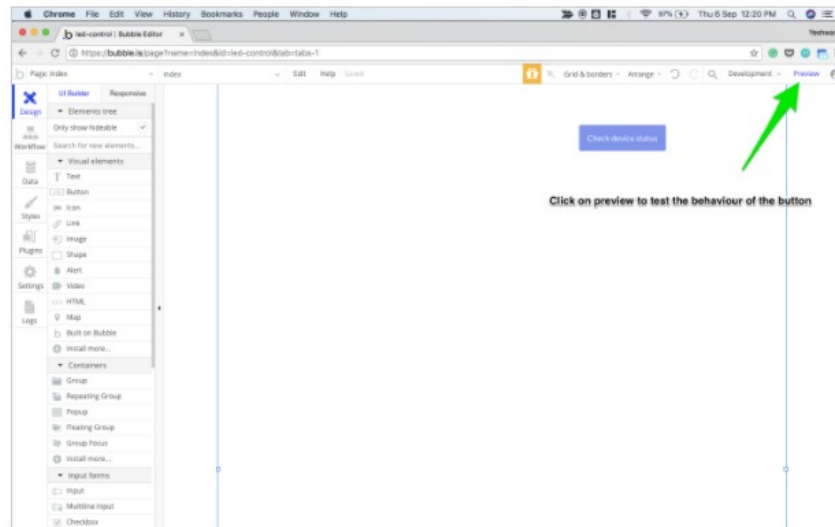 Chrome File Edit View History Bookmarks People Window Help 97% Thu 6 Sep 12:20 PM
led-control | Bubble Editor
https://bubble.is/page?name=index&id=led-control&tab=tabs-1
Page: index index Edit Help Saved Grid & borders Arrange Development Preview
UI Builder Responsive
Design
Elements tree
Only show hideable
Workflow
Search for new elements...
Visual elements
Data
Text
Button
Icon
Styles
Link
Image
Plugins
Shape
Alert
Settings
Video
HTML
Logs
Map
Built on Bubble
Install more...
Containers
Group
Repeating Group
Popup
Floating Group
Group Focus
Install more...
Input forms
Input
Multiline Input
Checkbox
Check device status
Click on preview to test the behaviour of the button